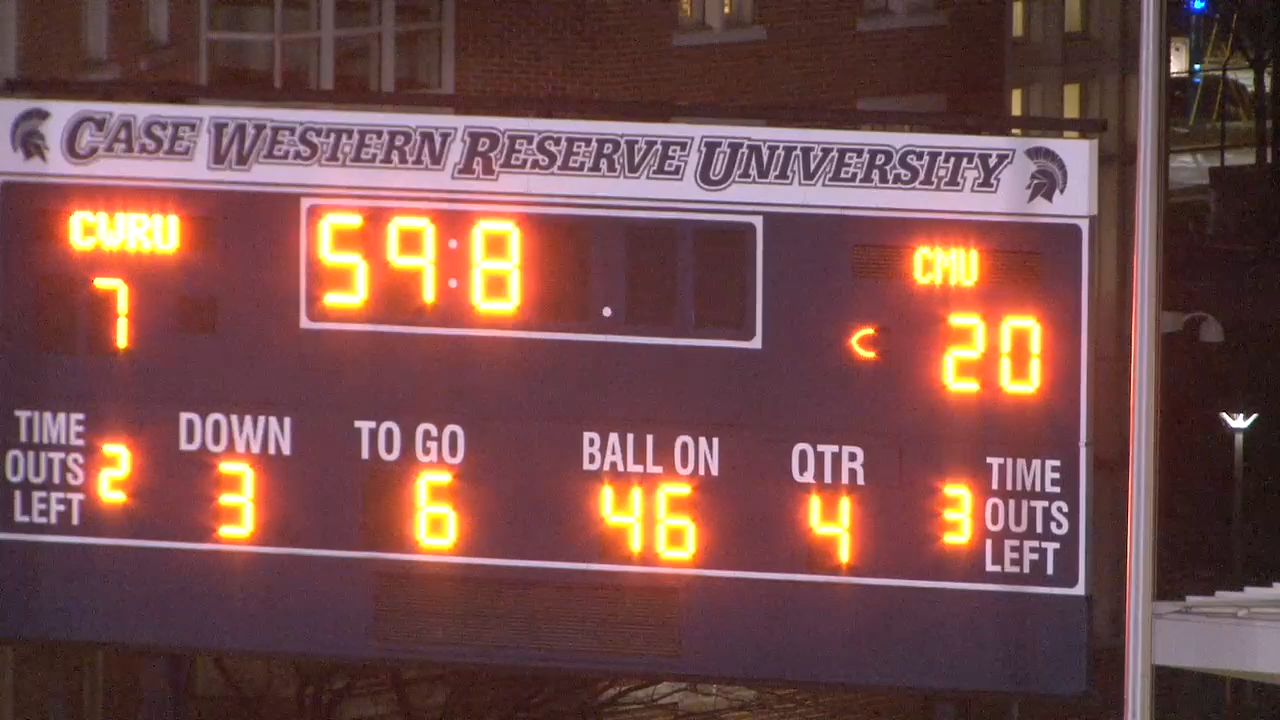 CASE WESTERN RESERVE UNIVERSITY
CWRU
59:8
CMU
7
<
20
TIME OUTS LEFT
2
DOWN
3
TO GO
6
BALL ON
46
QTR
4
3
TIME OUTS LEFT